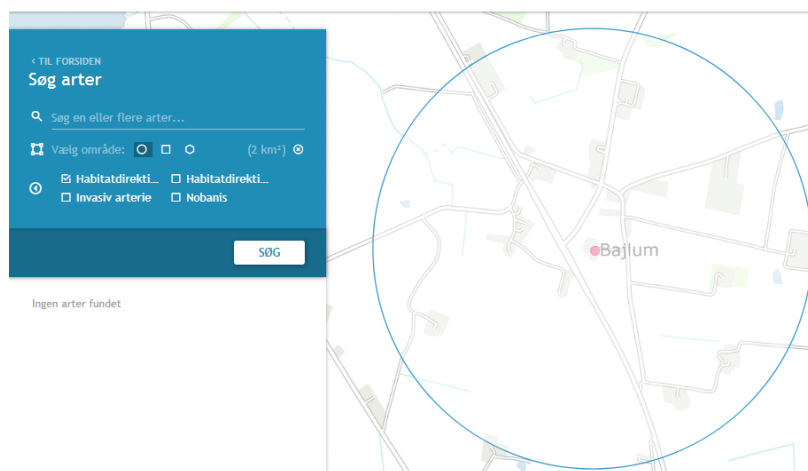 < TIL FORSIDEN
Søg arter
Søg en eller flere arter...
Vælg område: (2 km²)
Habitatdirekti... Habitatdirekti...
Invasiv arterie Nobanis
SØG
Ingen arter fundet
Bajlum